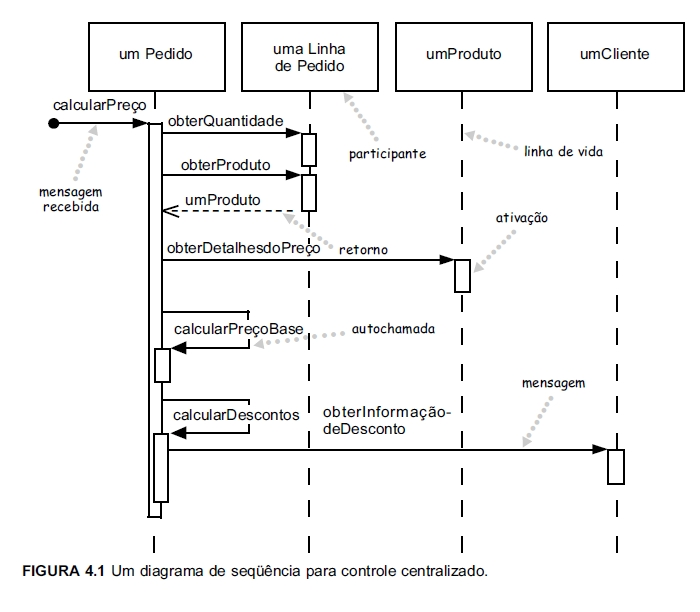 um Pedido
uma Linha
de Pedido
umProduto
umCliente
calcularPreço
obterQuantidade
participante
linha de vida
mensagem
recebida
obterProduto
umProduto
ativação
obterDetalhesdoPreço
retorno
calcularPreçoBase
autochamada
mensagem
calcularDescontos
obterInformação-
deDesconto
FIGURA 4.1 Um diagrama de seqüência para controle centralizado.